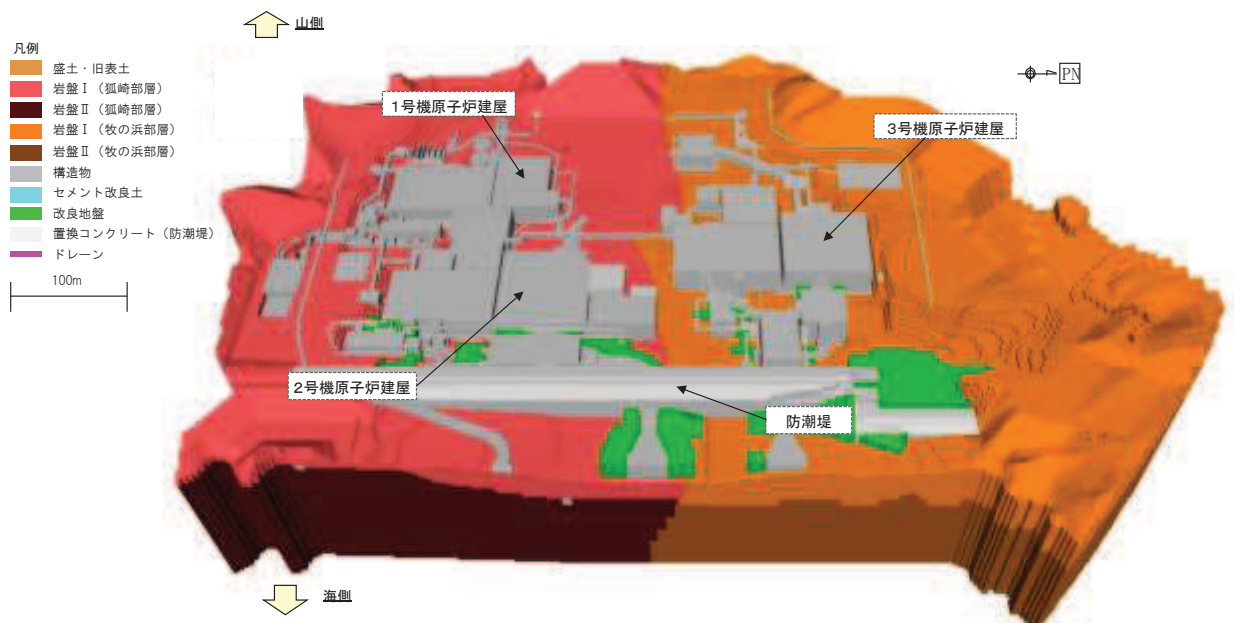 山側
凡例
盛土・旧表土
岩盤Ⅰ（狐崎部層）
岩盤Ⅱ（狐崎部層）
岩盤Ⅰ（牧の浜部層）
岩盤Ⅱ（牧の浜部層）
構造物
セメント改良土
改良地盤
置換コンクリート（防潮堤）
ドレーン
100m
PN
1号機原子炉建屋
3号機原子炉建屋
2号機原子炉建屋
防潮堤
海側